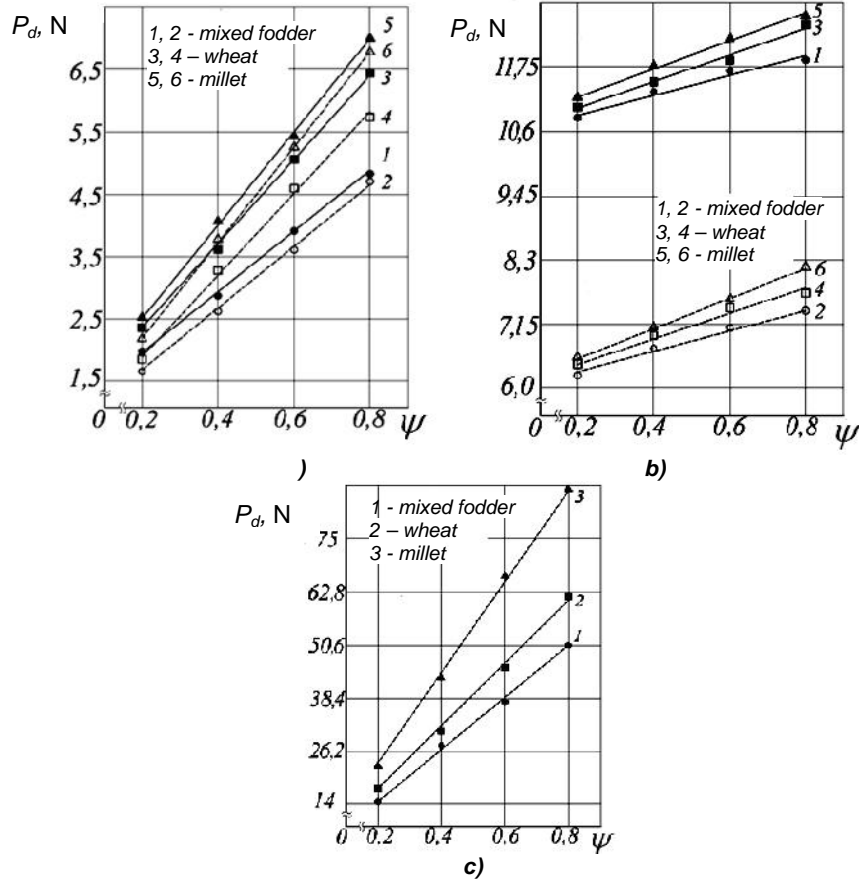 P_d, N
1, 2 - mixed fodder
3, 4 – wheat
5, 6 - millet
5
6
3
4
1
2
6,5
5,5
4,5
3,5
2,5
1,5
0 0,2 0,4 0,6 0,8 ψ
)
P_d, N
11,75
10,6
9,45
8,3
7,15
6,0
5
3
1
1, 2 - mixed fodder
3, 4 – wheat
5, 6 - millet
6
4
2
0 0,2 0,4 0,6 0,8 ψ
b)
P_d, N
1 - mixed fodder
2 – wheat
3 - millet
3
2
1
75
62,8
50,6
38,4
26,2
14
0 0,2 0,4 0,6 0,8 ψ
c)